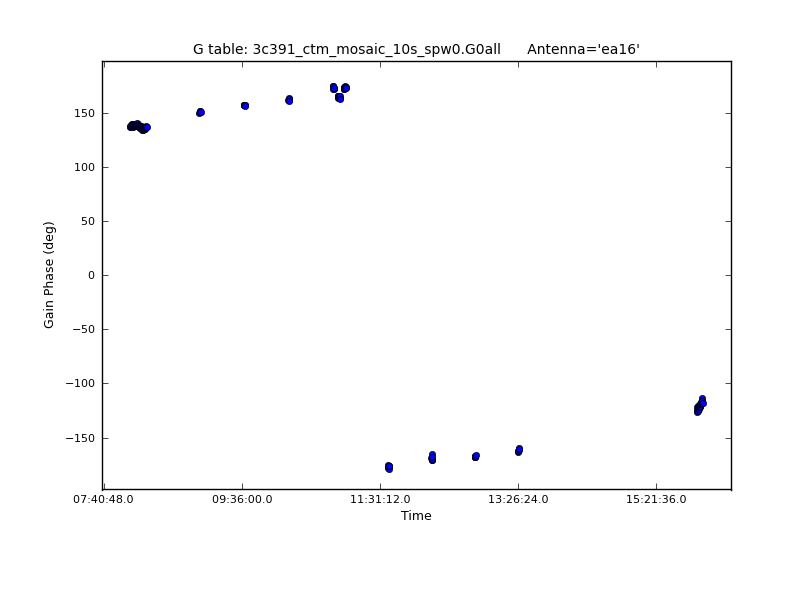 G table: 3c391_ctm_mosaic_10s_spw0.G0all      Antenna='ea16'
150
100
50
0
−50
−100
−150
Gain Phase (deg)
07:40:48.0 09:36:00.0 11:31:12.0 13:26:24.0 15:21:36.0
Time